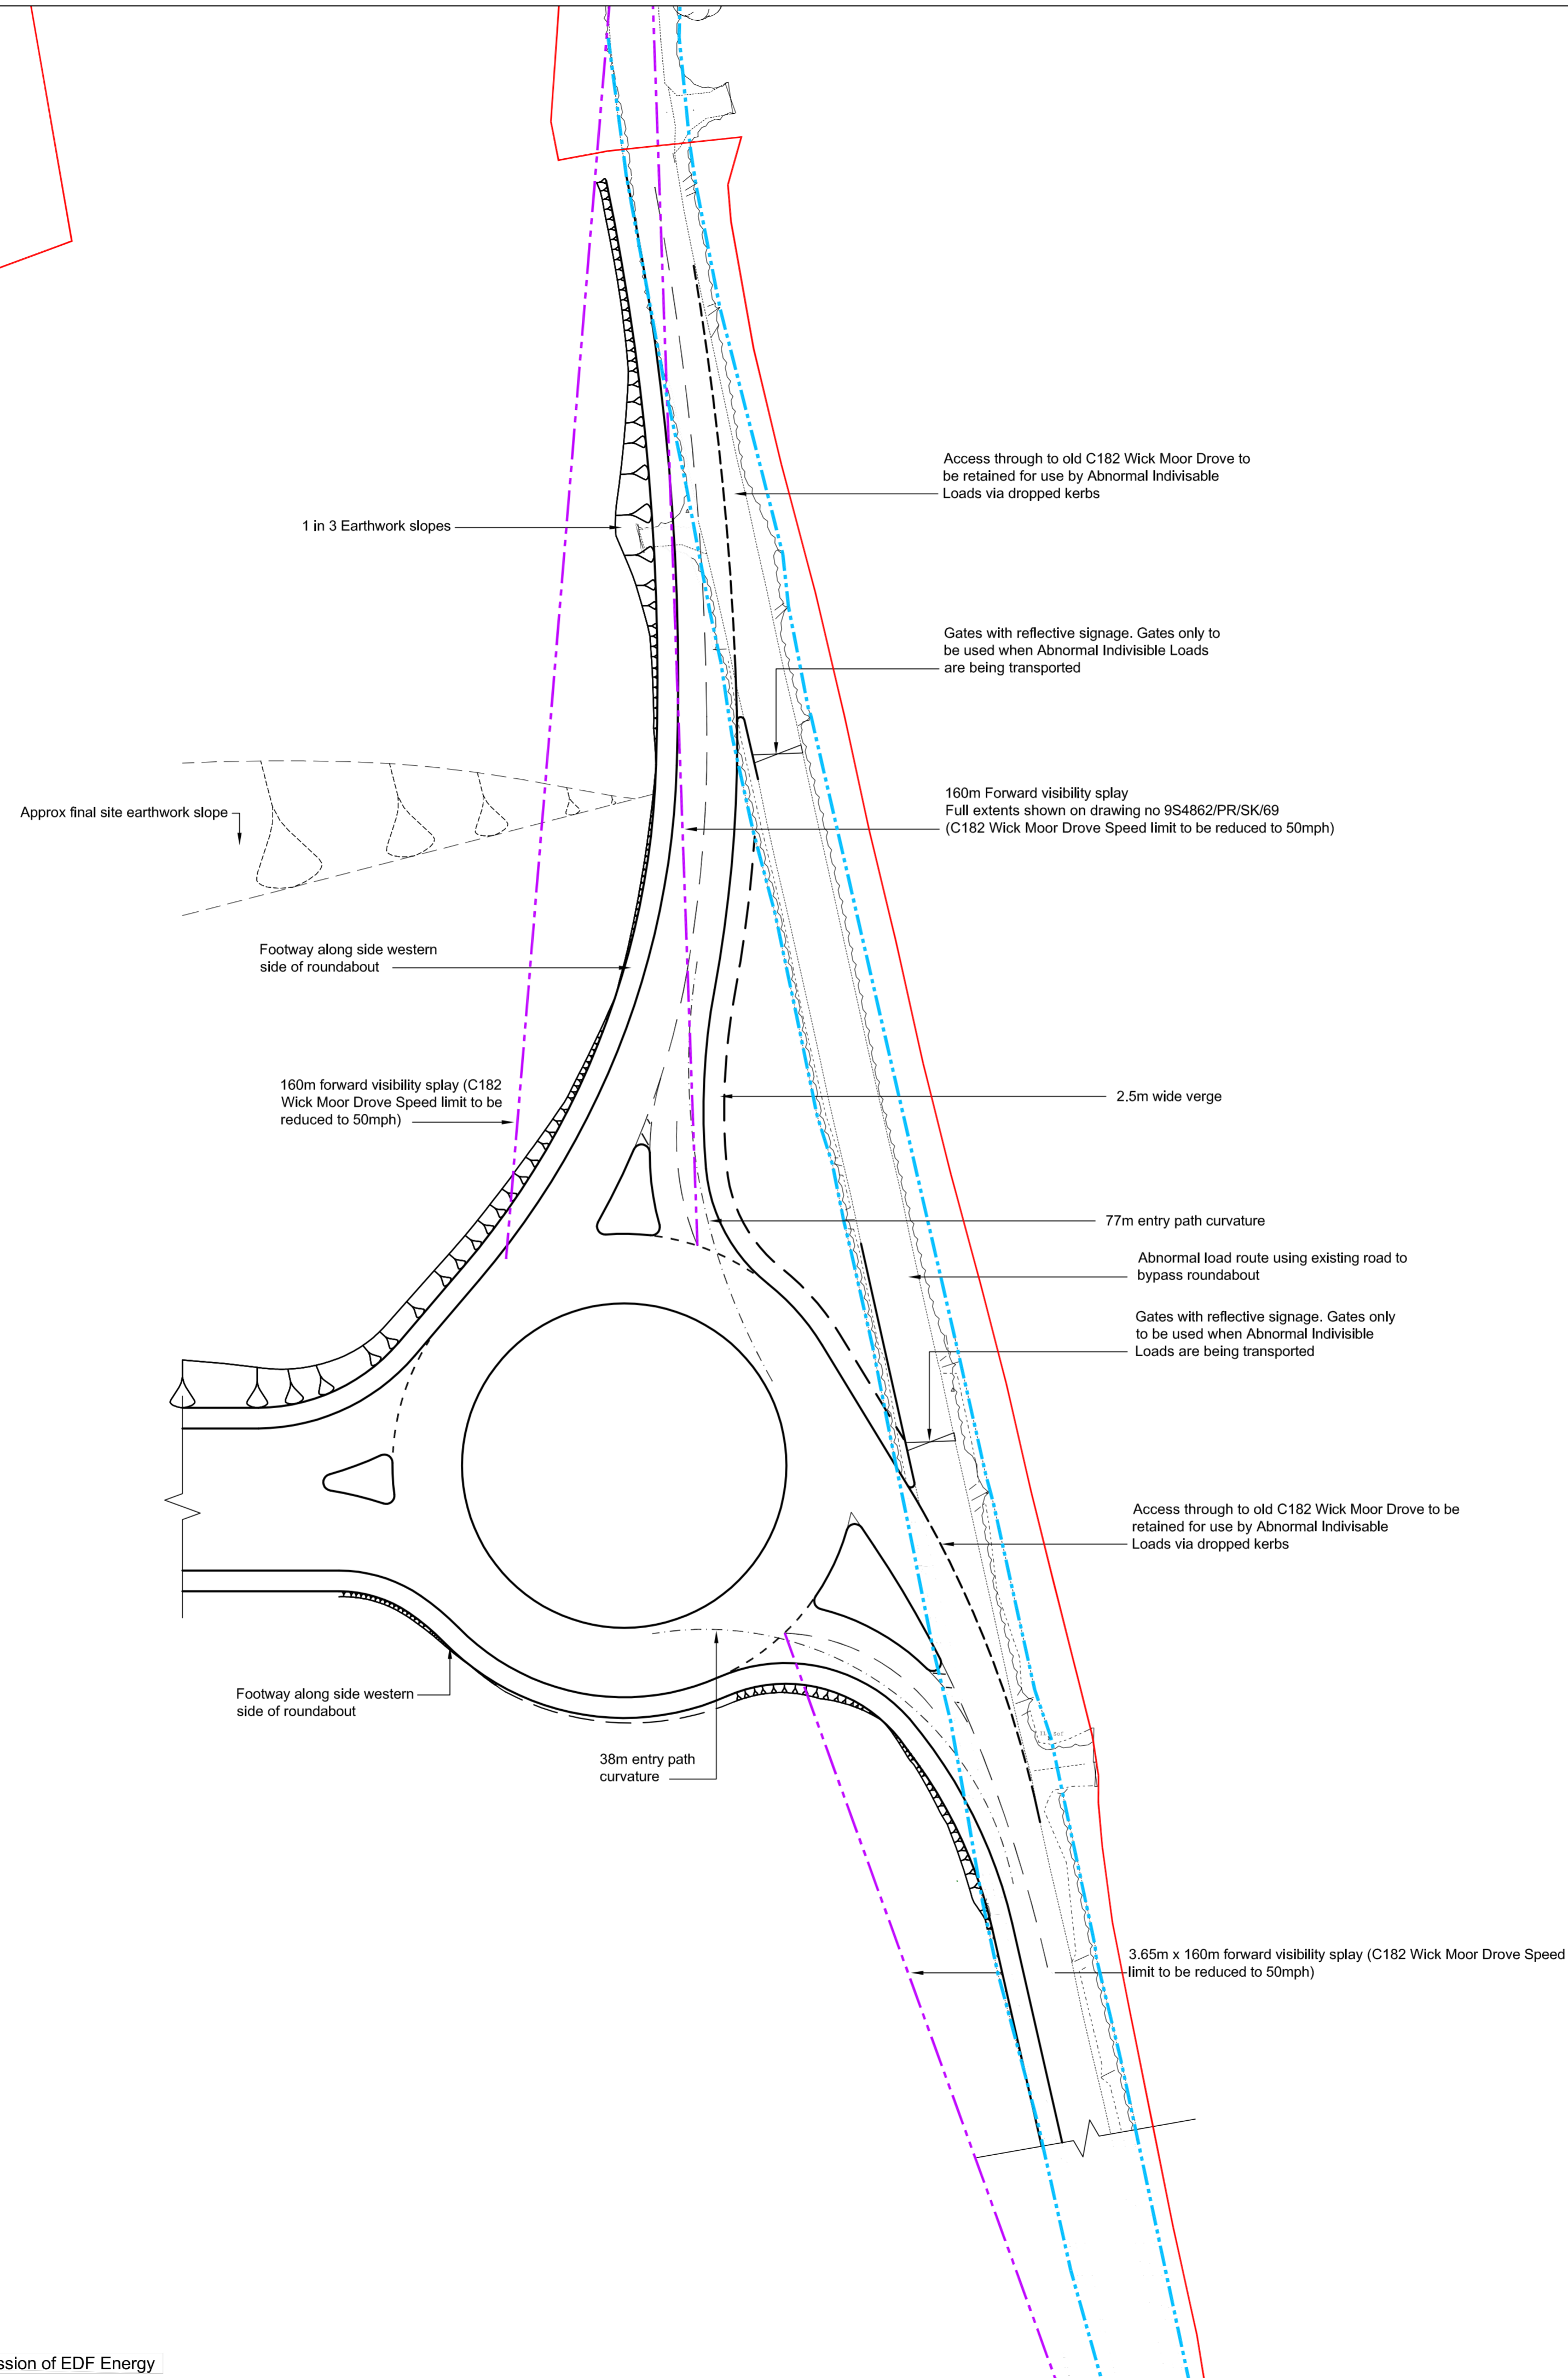 Access through to old C182 Wick Moor Drove to
be retained for use by Abnormal Indivisable
Loads via dropped kerbs
1 in 3 Earthwork slopes
Gates with reflective signage. Gates only to
be used when Abnormal Indivisible Loads
are being transported
160m Forward visibility splay
Full extents shown on drawing no 9S4862/PR/SK/69
(C182 Wick Moor Drove Speed limit to be reduced to 50mph)
Approx final site earthwork slope
Footway along side western
side of roundabout
160m forward visibility splay (C182
Wick Moor Drove Speed limit to be
reduced to 50mph)
2.5m wide verge
77m entry path curvature
Abnormal load route using existing road to
bypass roundabout
Gates with reflective signage. Gates only
to be used when Abnormal Indivisible
Loads are being transported
Access through to old C182 Wick Moor Drove to be
retained for use by Abnormal Indivisable
Loads via dropped kerbs
Footway along side western
side of roundabout
38m entry path
curvature
3.65m x 160m forward visibility splay (C182 Wick Moor Drove Speed
limit to be reduced to 50mph)
ssion of EDF Energy